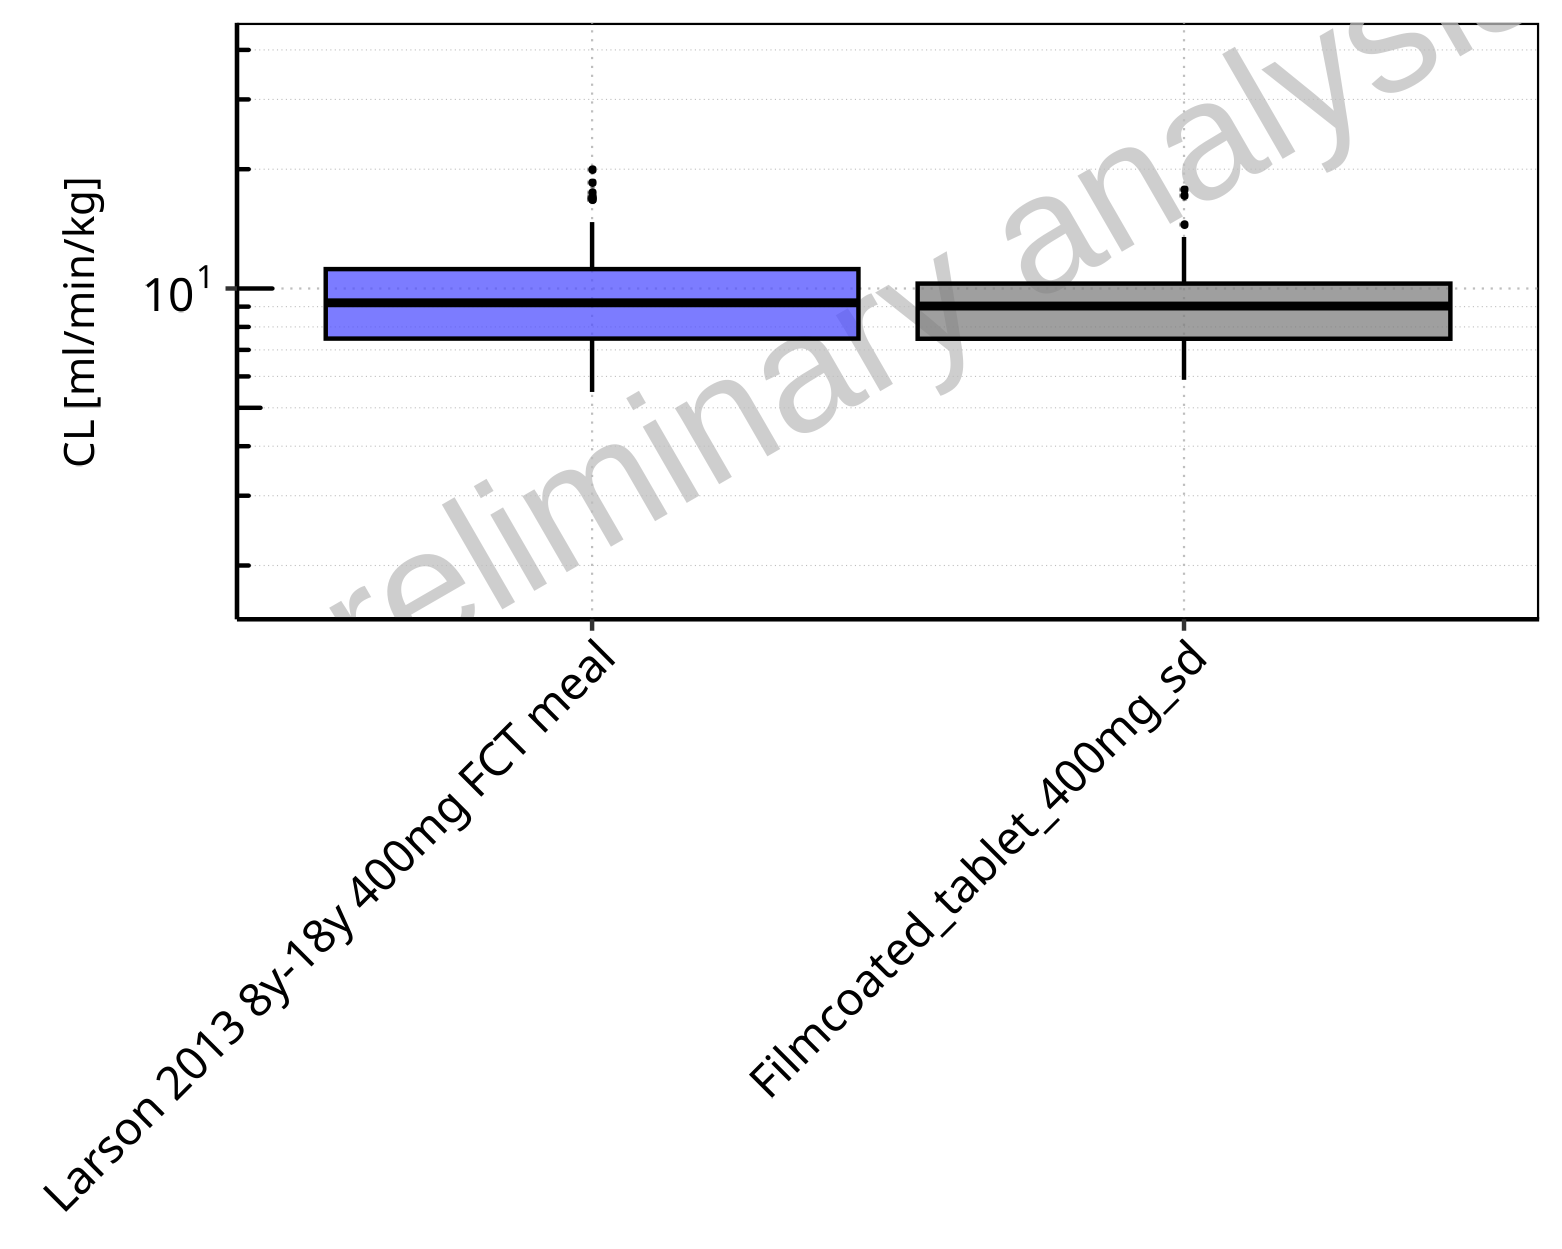 CL [ml/min/kg]
10¹
reliminary analysis
Larson 2013 8y-18y 400mg FCT meal
Filmcoated_tablet_400mg_sd